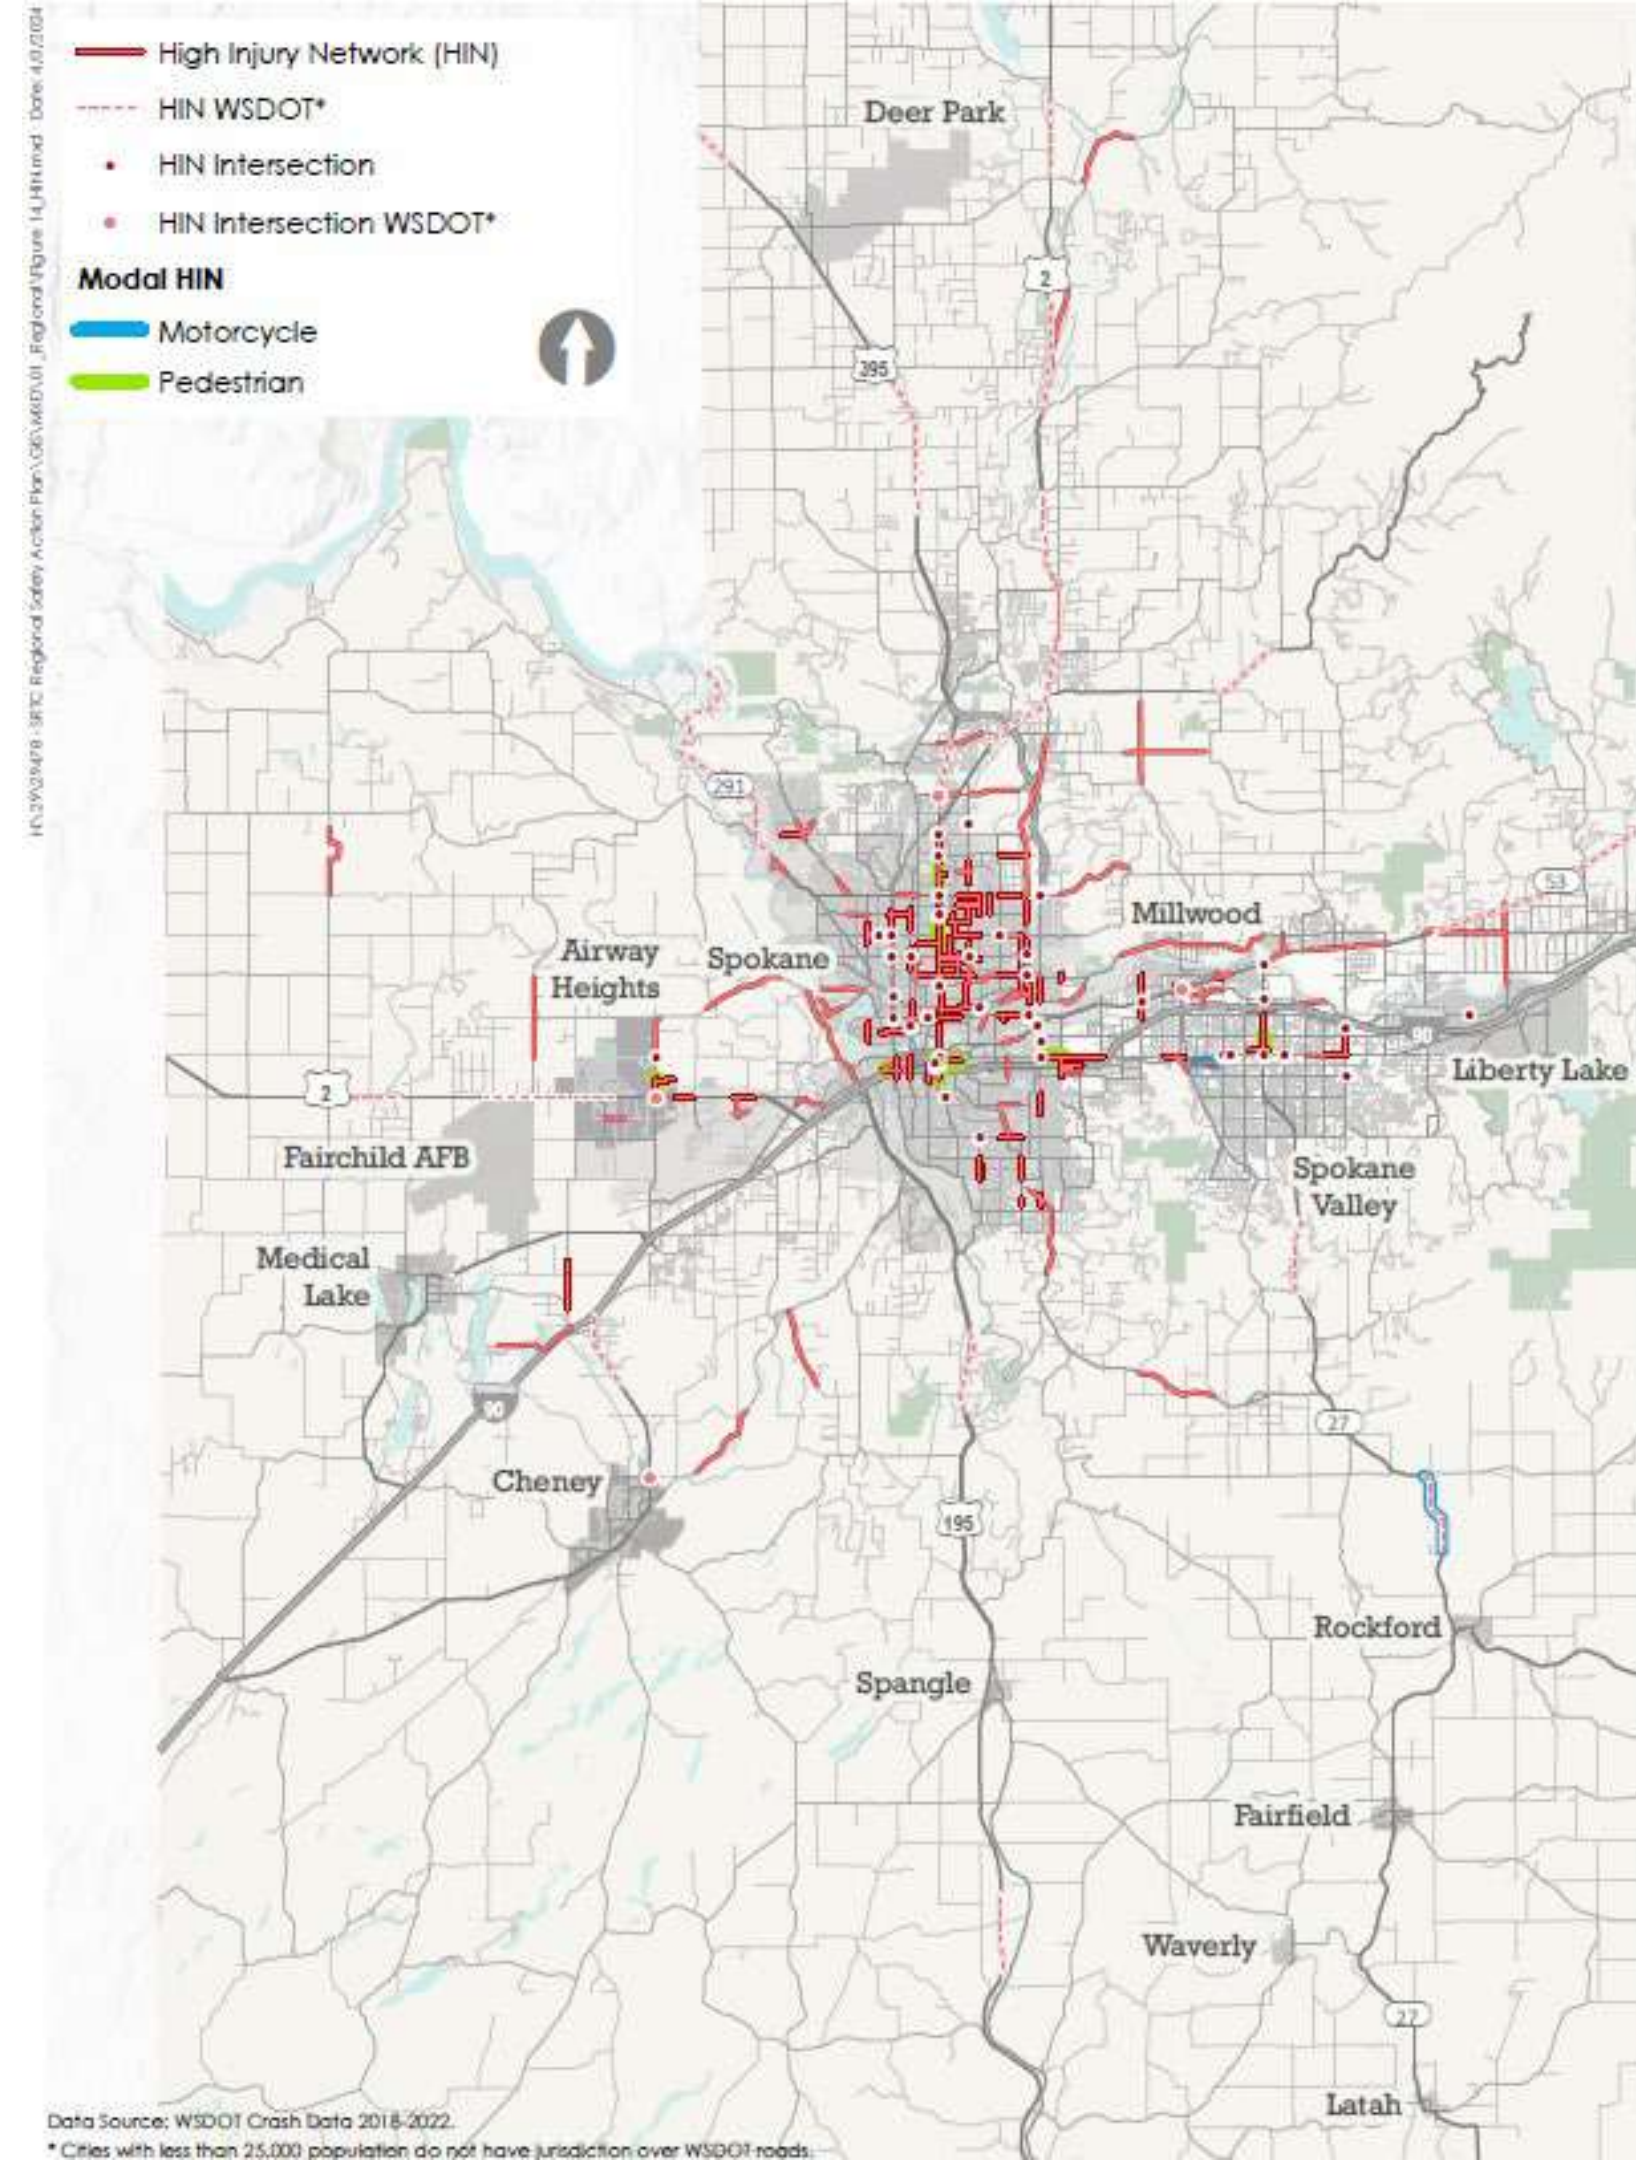 High Injury Network (HIN)
HIN WSDOT*
HIN Intersection
HIN Intersection WSDOT*
Modal HIN
Motorcycle
Pedestrian
Deer Park
2
395
291
53
Millwood
Airway
Heights
Spokane
90
Liberty Lake
2
Fairchild AFB
Spokane
Valley
Medical
Lake
90
27
Cheney
195
Rockford
Spangle
Fairfield
Waverly
27
Latah
Data Source: WSDOT Crash Data 2018-2022.
* Cities with less than 25,000 population do not have jurisdiction over WSDOT roads.